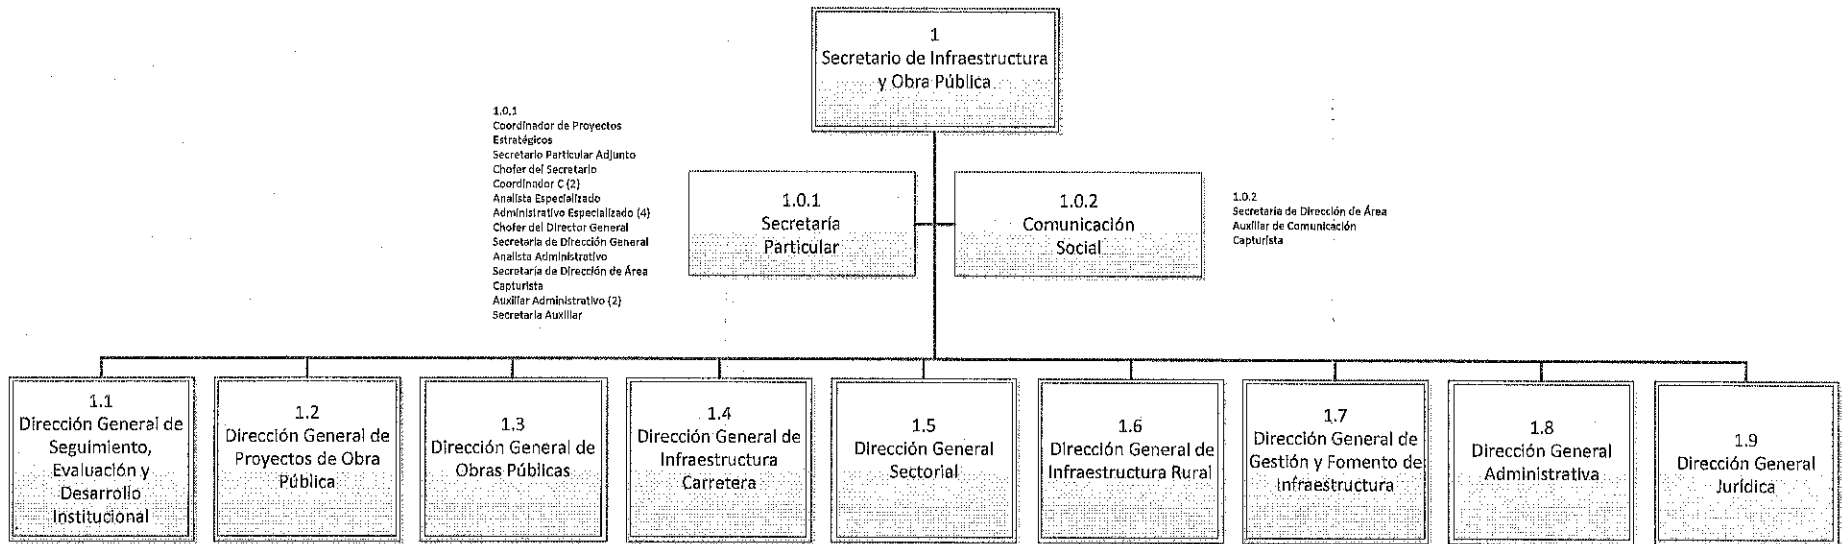 1
Secretario de Infraestructura
y Obra Pública
1.0.1
Coordinador de Proyectos
Estratégicos
Secretario Particular Adjunto
Chofer del Secretario
Coordinador C (2)
Analista Especializado
Administrativo Especializado (4)
Chofer del Director General
Secretaria de Dirección General
Analista Administrativo
Secretaria de Dirección de Área
Capturista
Auxiliar Administrativo (2)
Secretaria Auxiliar
1.0.1
Secretaría
Particular
1.0.2
Comunicación
Social
1.0.2
Secretaria de Dirección de Área
Auxiliar de Comunicación
Capturista
1.1
Dirección General de
Seguimiento,
Evaluación y
Desarrollo
Institucional
1.2
Dirección General de
Proyectos de Obra
Pública
1.3
Dirección General de
Obras Públicas
1.4
Dirección General de
Infraestructura
Carretera
1.5
Dirección General
Sectorial
1.6
Dirección General de
Infraestructura Rural
1.7
Dirección General de
Gestión y Fomento de
Infraestructura
1.8
Dirección General
Administrativa
1.9
Dirección General
Jurídica